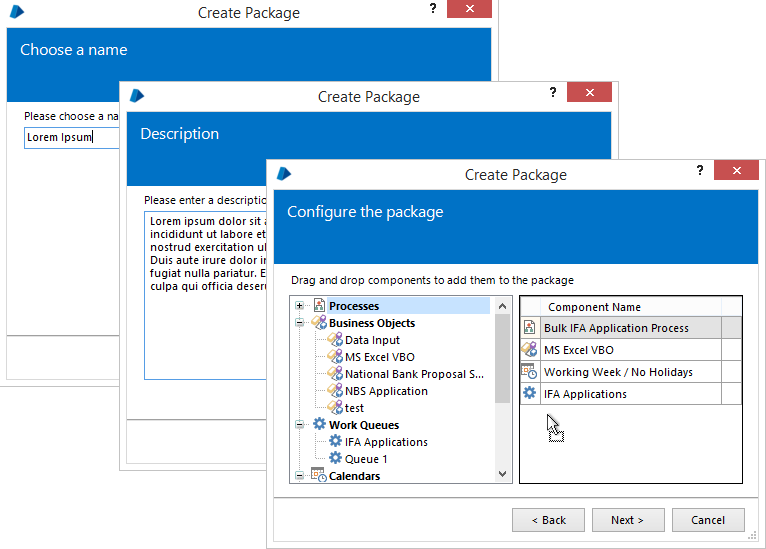 Create Package
?
Choose a name
Please choose a na
Lorem Ipsum
Create Package
?
Description
Please enter a descriptio
Lorem ipsum dolor sit a
incididunt ut labore et
nostrud exercitation ul
Duis aute irure dolor in
fugiat nulla pariatur. E
culpa qui officia deseru
Create Package
?
Configure the package
Drag and drop components to add them to the package
Processes
Business Objects
Data Input
MS Excel VBO
National Bank Proposal S...
NBS Application
test
Work Queues
IFA Applications
Queue 1
Calendars
Component Name
Bulk IFA Application Process
MS Excel VBO
Working Week / No Holidays
IFA Applications
< Back
Next >
Cancel